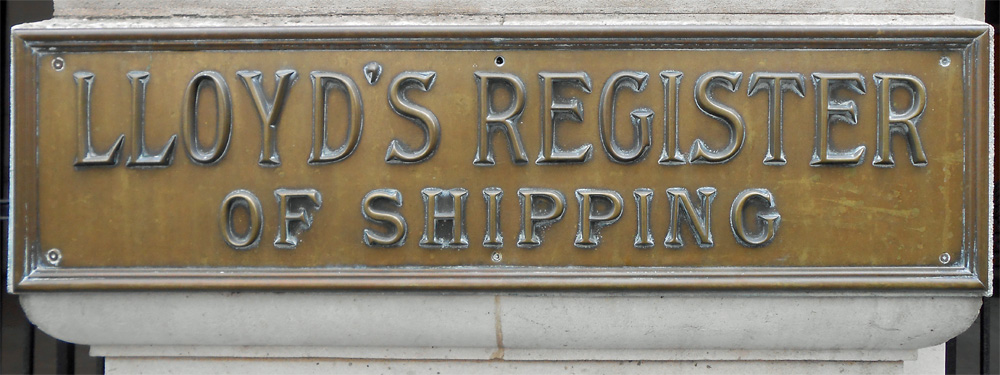 LLOYD'S REGISTER
OF SHIPPING